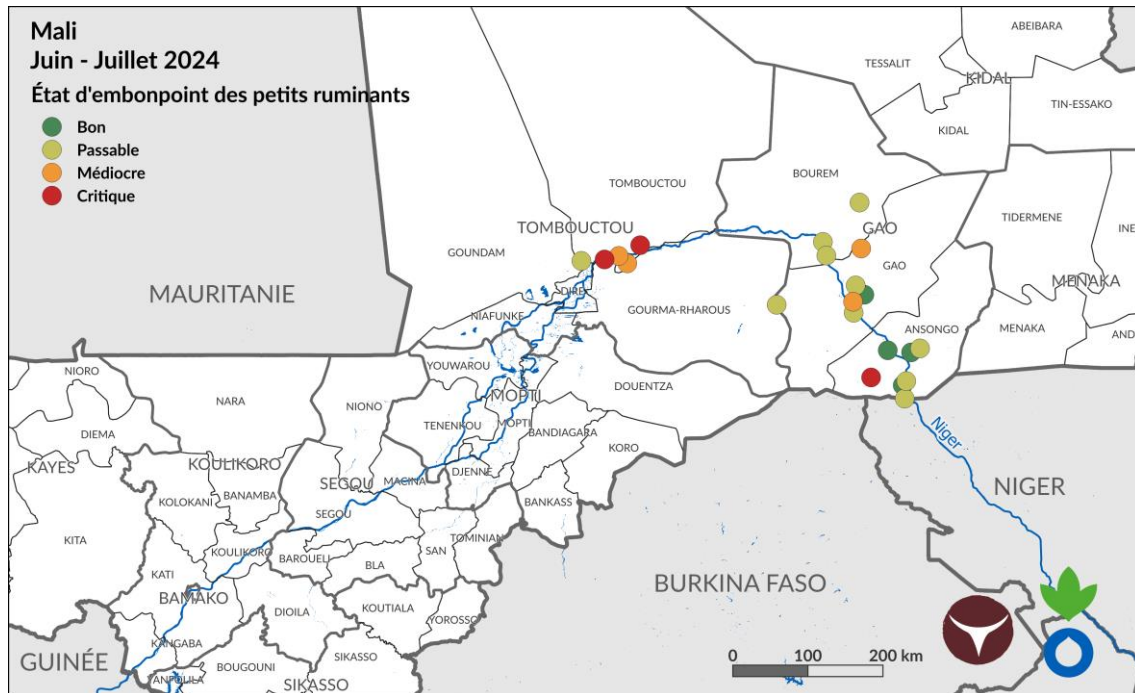 Mali
Juin - Juillet 2024
État d'embonpoint des petits ruminants
Bon
Passable
Médiocre
Critique
ABEIBARA
TESSALIT
KIDAL
TIN-ESSAKO
KIDAL
BOUREM
TOMBOUCTOU
TIDERMENE
INE
TOMBOUCTOU
GAO
GOUNDAM
GAO
MENAKA
MAURITANIE
DIRE
NIAFUNKE
GOURMA-RHAROUS
ANSONGO
MENAKA
AND
YOUWAROU
NIORO
DOUENTZA
NARA
NIONO
MOPTI
TENENKOU
MOPTI
BANDIAGARA
DIEMA
KORO
Niger
KAYES
KOULIKORO
DJENNE
SEGOU
MACINA
NIGER
KOLOKANI
BANAMBA
BANKASS
SEGOU
KITA
TOMINIAN
KOULIKORO
SAN
BAROUELI
BLA
KATI
BURKINA FASO
BAMAKO
DIOILA
KOUTIALA
YOROSSO
KANGABA
SIKASSO
GUINÉE
BOUGOUNI
SIKASSO
0 100 200 km